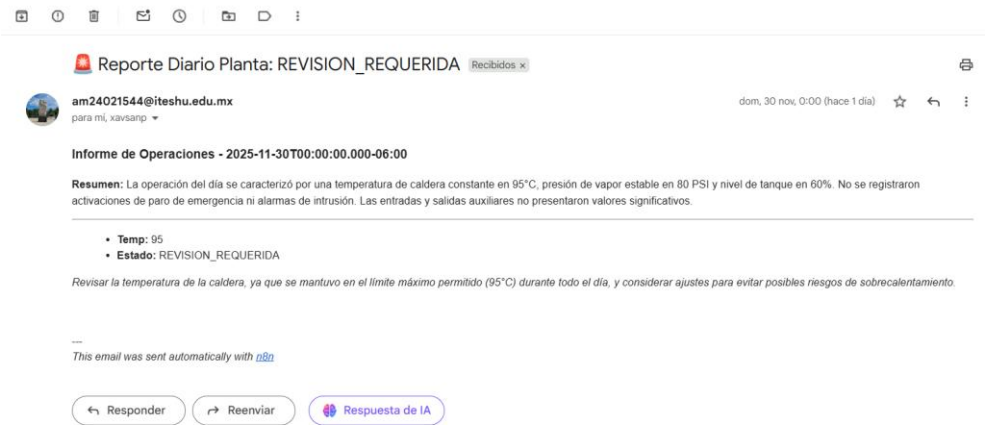 🚨 Reporte Diario Planta: REVISION_REQUERIDA Recibidos ×
am24021544@iteshu.edu.mx dom, 30 nov, 0:00 (hace 1 día)
para mí, xavsanp
Informe de Operaciones - 2025-11-30T00:00:00.000-06:00
Resumen: La operación del día se caracterizó por una temperatura de caldera constante en 95°C, presión de vapor estable en 80 PSI y nivel de tanque en 60%. No se registraron
activaciones de paro de emergencia ni alarmas de intrusión. Las entradas y salidas auxiliares no presentaron valores significativos.
• Temp: 95
• Estado: REVISION_REQUERIDA
Revisar la temperatura de la caldera, ya que se mantuvo en el límite máximo permitido (95°C) durante todo el día, y considerar ajustes para evitar posibles riesgos de sobrecalentamiento.
---
This email was sent automatically with n8n
Responder Reenviar Respuesta de IA